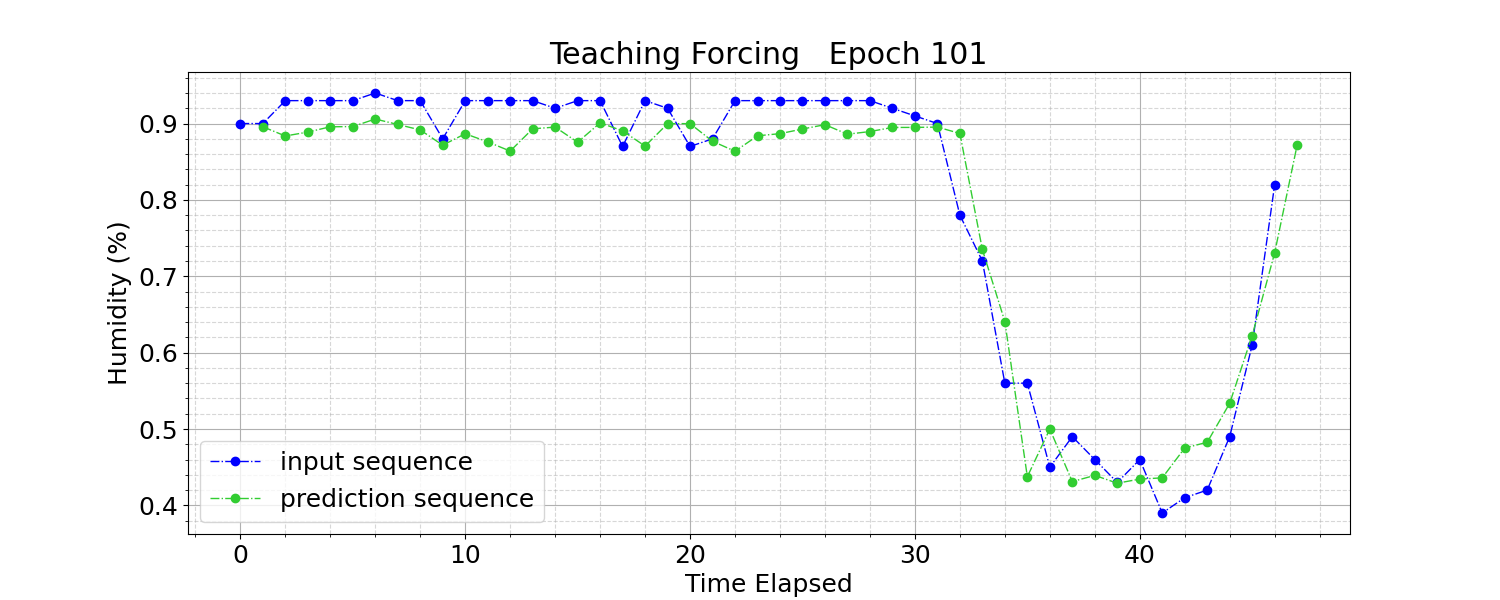 Teaching Forcing   Epoch 101
Humidity (%)
0.9
0.8
0.7
0.6
0.5
0.4
input sequence
prediction sequence
0 10 20 30 40
Time Elapsed